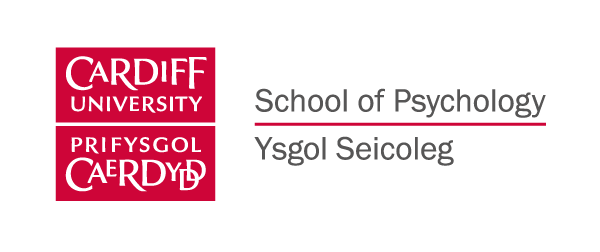 CARDIFF
UNIVERSITY
PRIFYSGOL
CAERDYDD
School of Psychology
Ysgol Seicoleg